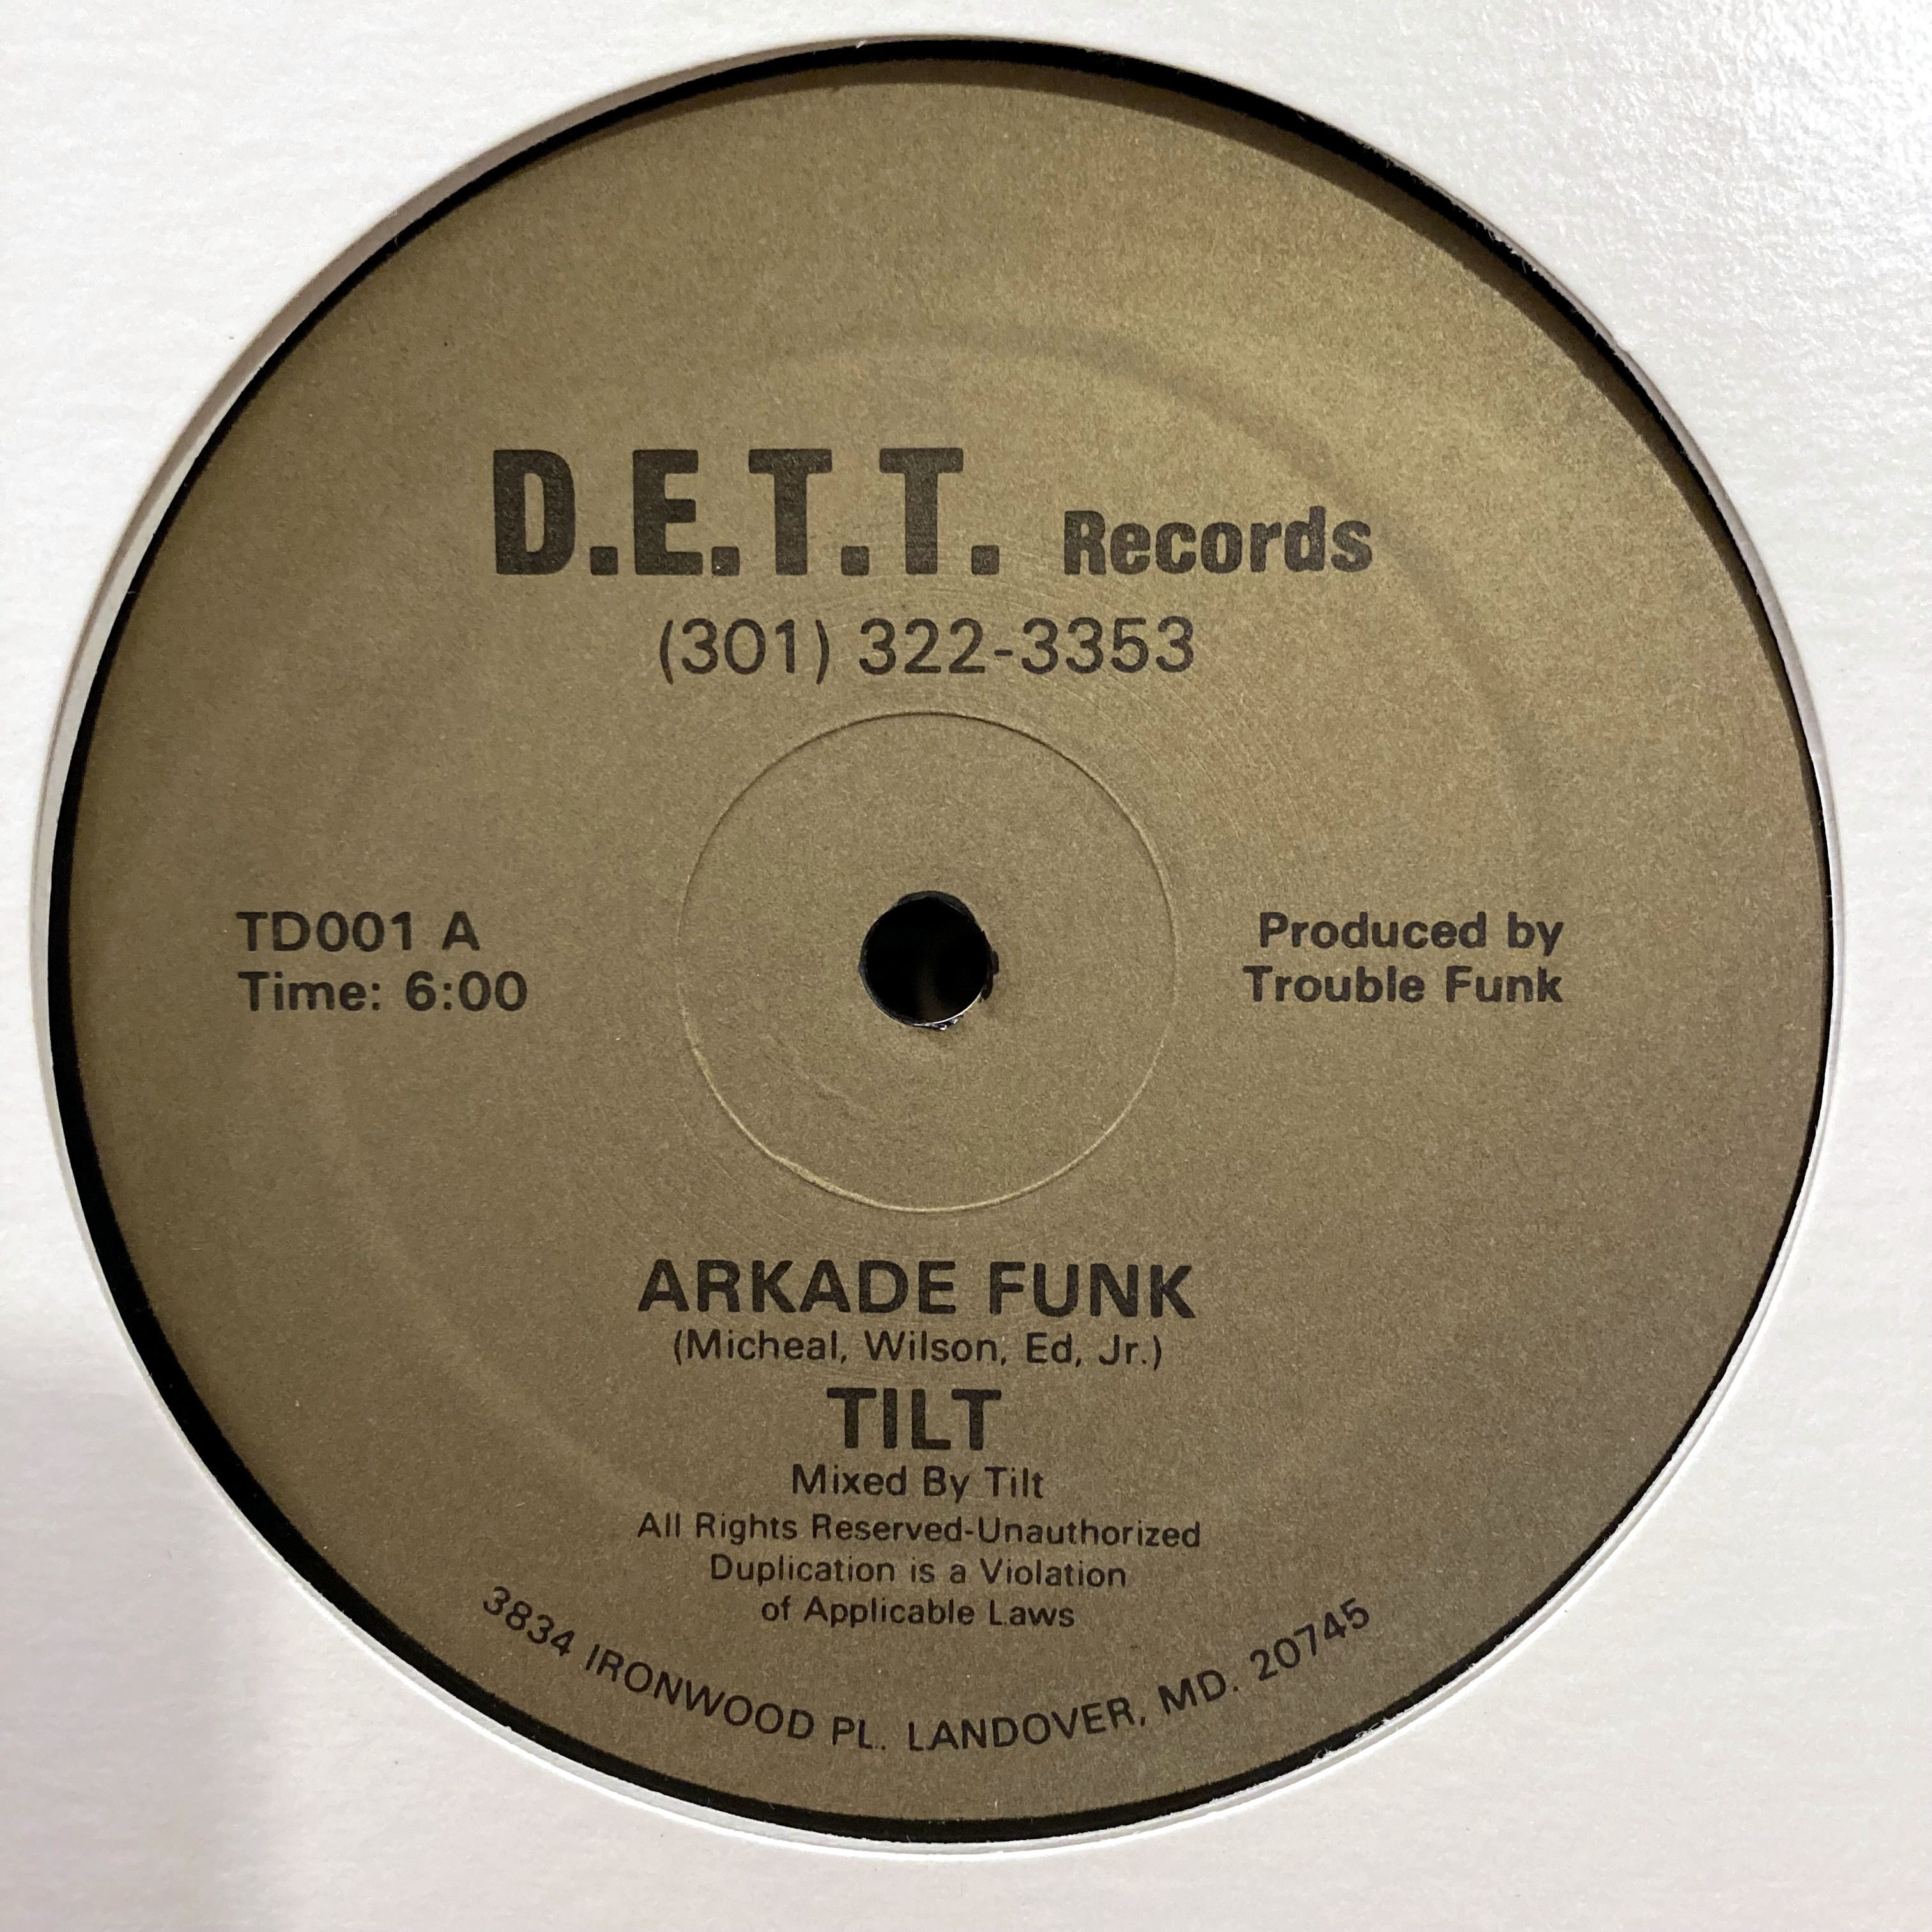 D.E.T.T. Records
(301) 322-3353
TD001 A
Time: 6:00
Produced by
Trouble Funk
ARKADE FUNK
(Micheal, Wilson, Ed, Jr.)
TILT
Mixed By Tilt
All Rights Reserved-Unauthorized
Duplication is a Violation
of Applicable Laws
3834 IRONWOOD PL. LANDOVER, MD. 20745